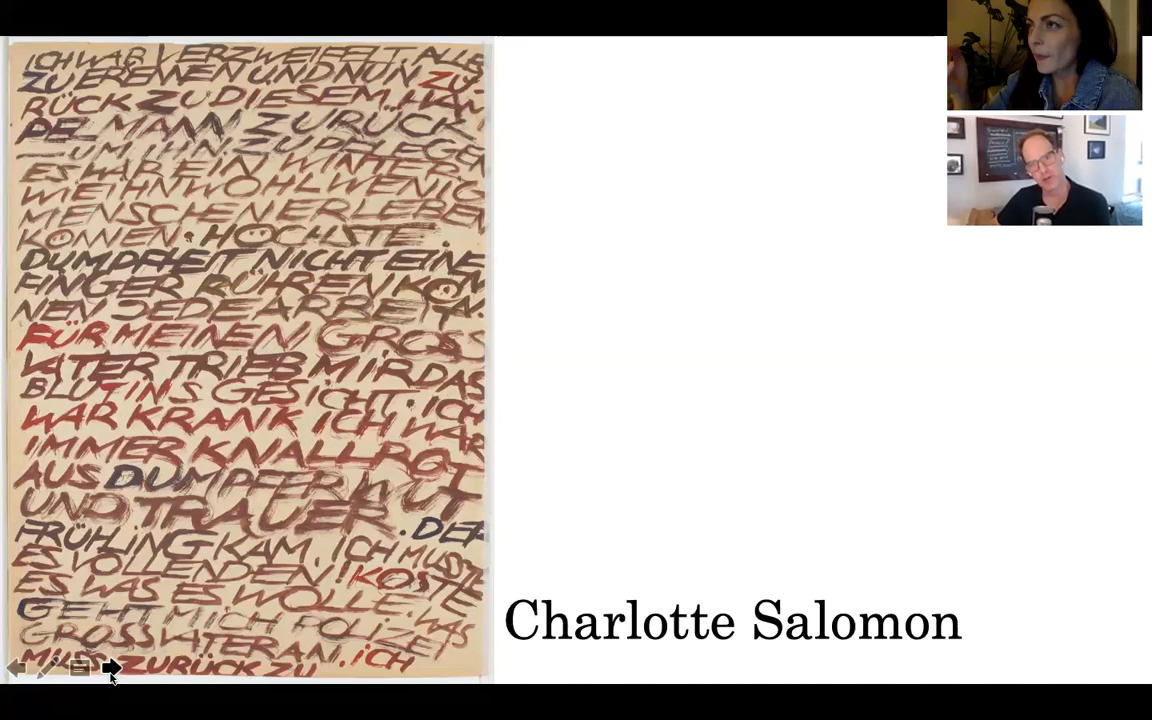 ICH WAR VERZWEIFELT. ALLES
ZU ERLEBEN UND NUN ZU
RÜCK ZU DIESEM HAM
PELMANN ZURÜCK
– UM IHN ZU PFLEGEN
ES WAR EIN WINTER.
WIE IHN WOHL WENIG
MENSCHEN ERLEBEN
KÖNNEN. HÖCHSTE
DUMPFHEIT NICHT EINEN
FINGER RÜHREN KÖN
NEN JEDE ARBEIT.
FÜR MEINEN GROSS
VATER TRIEB MIR DAS
BLUT INS GESICHT. ICH
WAR KRANK ICH WAR
IMMER KNALLROT
AUS DUMPFER WUT
UND TRAUER. DER
FRÜHLING KAM. ICH MUSSTE
ES VOLLENDEN! KOSTE
ES WAS ES WOLLE. WAS
GEHT MICH POLIZEI
GROSSVATER AN. ICH
MUSS ZURÜCK ZU
Charlotte Salomon